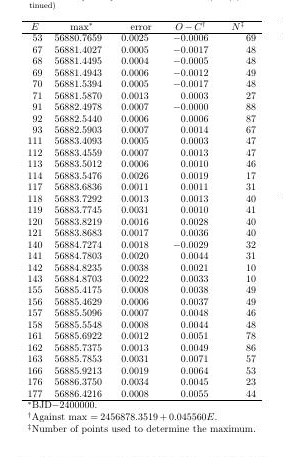 tinued)
E max* error O − C† N‡
53 56880.7659 0.0025 −0.0006 69
67 56881.4027 0.0005 −0.0017 48
68 56881.4495 0.0004 −0.0005 48
69 56881.4943 0.0006 −0.0012 49
70 56881.5394 0.0005 −0.0017 48
71 56881.5870 0.0013 0.0003 27
91 56882.4978 0.0007 −0.0000 88
92 56882.5440 0.0006 0.0006 87
93 56882.5903 0.0007 0.0014 67
111 56883.4093 0.0005 0.0003 47
112 56883.4559 0.0007 0.0013 47
113 56883.5012 0.0006 0.0010 46
114 56883.5476 0.0026 0.0019 17
117 56883.6836 0.0011 0.0011 31
118 56883.7292 0.0013 0.0013 40
119 56883.7745 0.0031 0.0010 41
120 56883.8219 0.0016 0.0028 40
121 56883.8683 0.0017 0.0036 40
140 56884.7274 0.0018 −0.0029 32
141 56884.7803 0.0020 0.0044 31
142 56884.8235 0.0038 0.0021 10
143 56884.8703 0.0022 0.0033 10
155 56885.4175 0.0008 0.0038 49
156 56885.4629 0.0006 0.0037 49
157 56885.5096 0.0007 0.0048 46
158 56885.5548 0.0008 0.0044 48
161 56885.6922 0.0012 0.0051 78
162 56885.7375 0.0013 0.0049 86
163 56885.7853 0.0031 0.0071 57
166 56885.9213 0.0019 0.0064 53
176 56886.3750 0.0034 0.0045 23
177 56886.4216 0.0008 0.0055 44
*BJD−2400000.
†Against max = 2456878.3519 + 0.045560E.
‡Number of points used to determine the maximum.